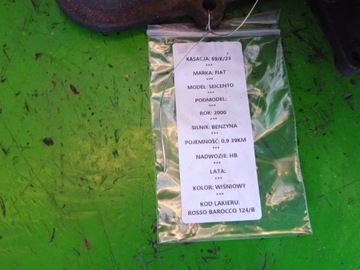 KASACJA: 69/K/23
***
MARKA: FIAT
***
MODEL: SEICENTO
***
PODMODEL:
***
ROK: 2000
***
SILNIK: BENZYNA
***
POJEMNOŚĆ: 0,9 39KM
***
NADWOZIE: HB
***
LATA:
***
KOLOR: WIŚNIOWY
***
KOD LAKIERU:
ROSSO BAROCCO 124/B